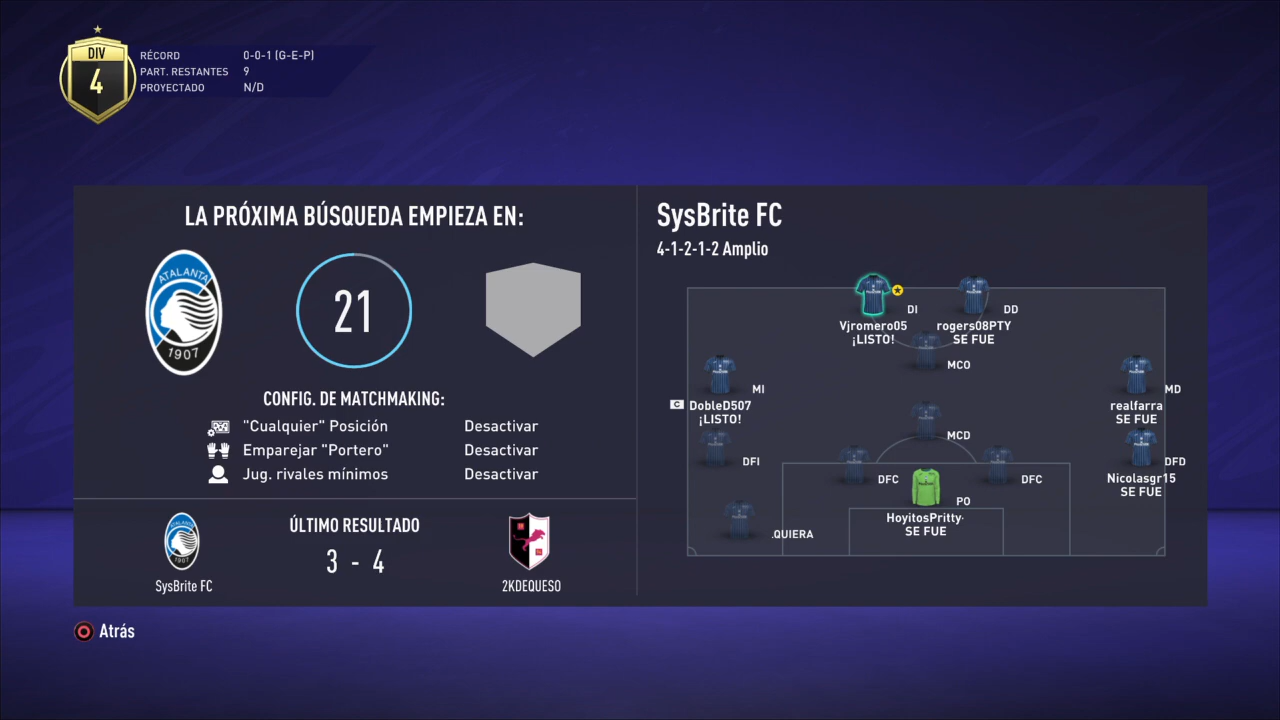 DIV
4
RÉCORD 0-0-1 (G-E-P)
PART. RESTANTES 9
PROYECTADO N/D
LA PRÓXIMA BÚSQUEDA EMPIEZA EN:
ATALANTA
1907
21
CONFIG. DE MATCHMAKING:
"Cualquier" Posición Desactivar
Emparejar "Portero" Desactivar
Jug. rivales mínimos Desactivar
ÚLTIMO RESULTADO
3 - 4
ATALANTA
1907
SysBrite FC
2KDEQUESO
SysBrite FC
4-1-2-1-2 Amplio
DI
Vjromero05
¡LISTO!
DD
rogers08PTY
SE FUE
MCO
MI
C DobleD507
¡LISTO!
MD
realfarra
SE FUE
MCD
DFI
DFC
DFC
DFD
Nicolasgr15
SE FUE
PO
HoyitosPritty
SE FUE
.QUIERA
Atrás